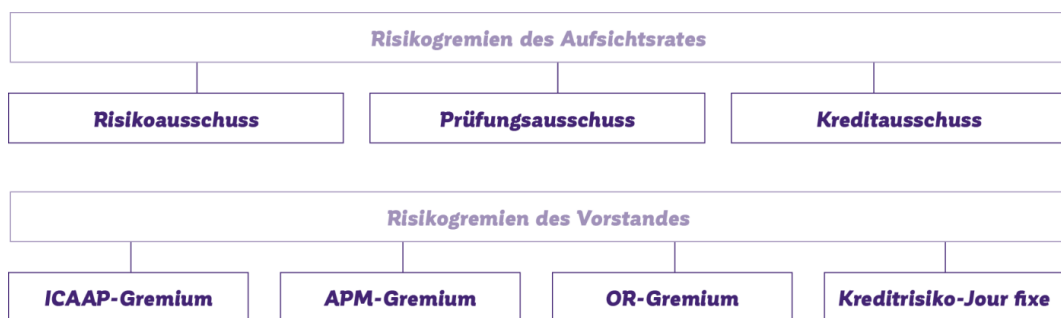 Risikogremien des Aufsichtsrates
Risikoausschuss
Prüfungsausschuss
Kreditausschuss
Risikogremien des Vorstandes
ICAAP-Gremium
APM-Gremium
OR-Gremium
Kreditrisiko-Jour fixe